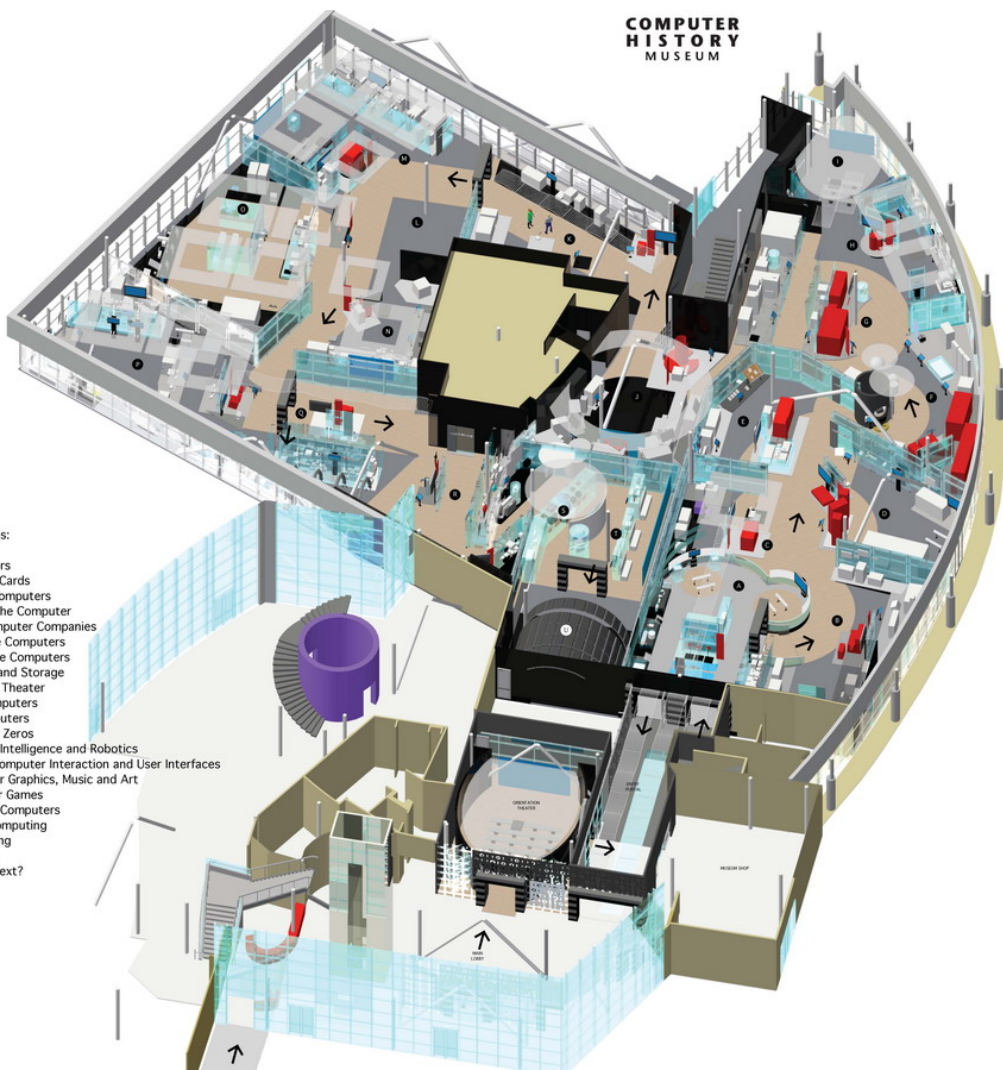 COMPUTER
HISTORY
MUSEUM
I
M
H
O
L
K
G
N
J
F
P
E
Q
R
S
D
T
C
A
B
U
s:
rs
Cards
omputers
he Computer
mputer Companies
e Computers
e Computers
and Storage
Theater
mputers
uters
Zeros
Intelligence and Robotics
omputer Interaction and User Interfaces
r Graphics, Music and Art
r Games
Computers
omputing
ng
ext?
ORIENTATION
THEATER
MUSEUM SHOP
MAIN
LOBBY